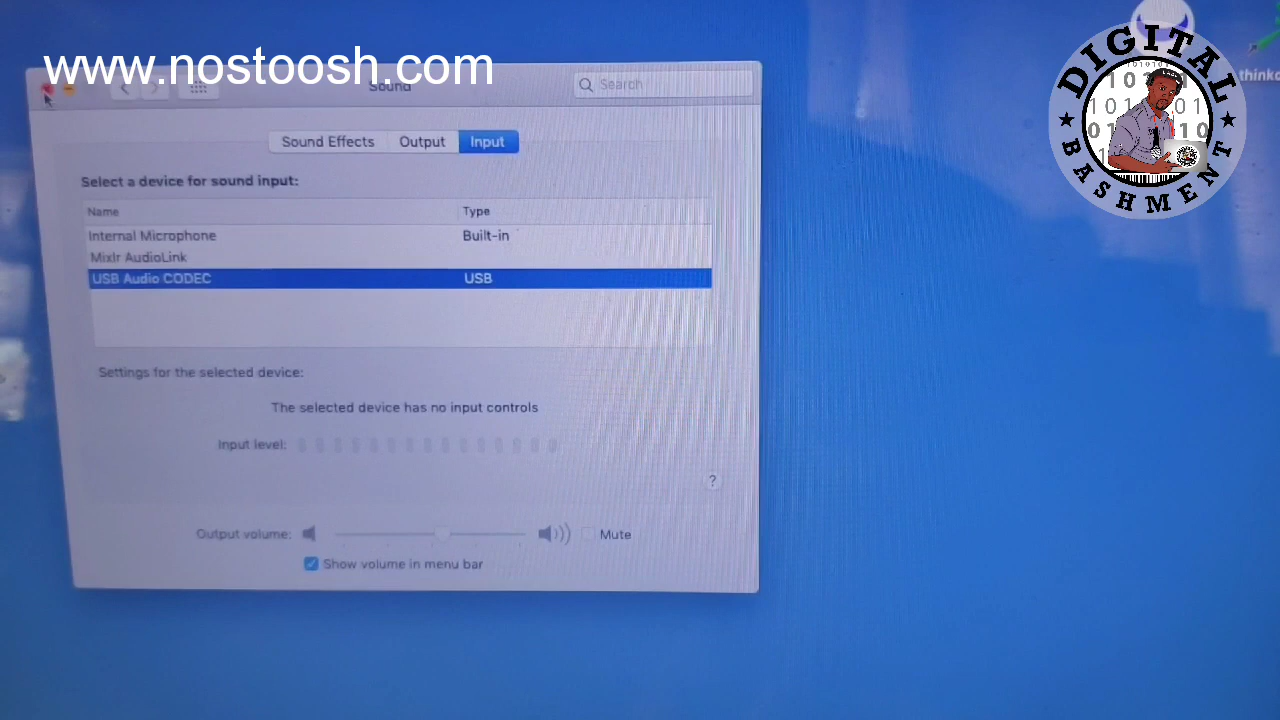 www.nostoosh.com
Sound
Search
Sound Effects Output Input
Select a device for sound input:
Name Type
Internal Microphone Built-in
Mixlr AudioLink
USB Audio CODEC USB
Settings for the selected device:
The selected device has no input controls
Input level:
?
Output volume: Mute
Show volume in menu bar
DIGITAL
BASHMENT